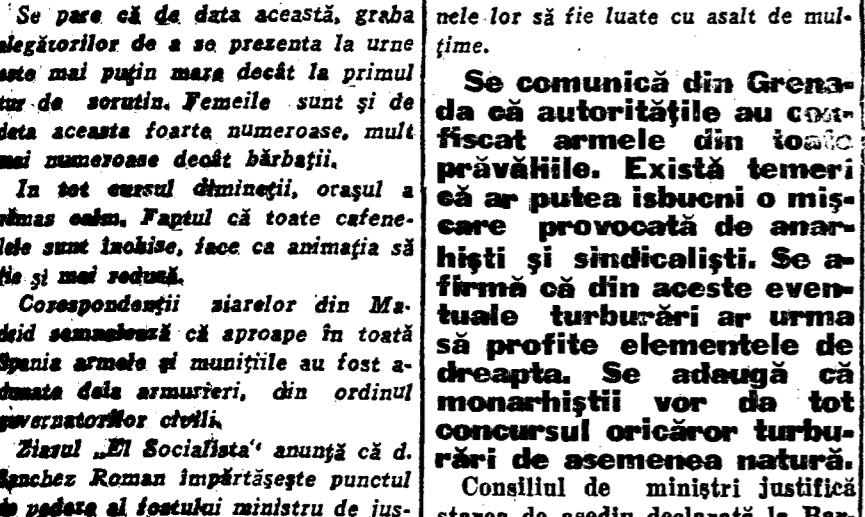 Se pare că de data această, graba
alegătorilor de a se prezenta la urne
este mai puțin mare decât la primul
tur de scrutin. Femeile sunt și de
data aceasta foarte numeroase, mult
mai numeroase decât bărbații.
In tot cursul dimineții, orașul a
rămas calm. Faptul că toate cafene-
lele sunt închise, face ca animația să
fie și mai redusă.
Corespondenții ziarelor din Ma-
drid semnalează că aproape în toată
Spania armele și munițiile au fost a-
dunate dela armurieri, din ordinul
guvernatorilor civili.
Ziarul „El Socialista“ anunță că d.
Sanchez Roman împărtășește punctul
de vedere al fostului ministru de jus-
nele lor să fie luate cu asalt de mul-
țime.
Se comunică din Grena-
da că autoritățile au con-
fiscat armele din toate
prăvăliile. Există temeri
că ar putea isbucni o miș-
care provocată de anar-
hiști și sindicaliști. Se a-
firmă că din aceste even-
tuale turburări ar urma
să profite elementele de
dreapta. Se adaugă că
monarhiștii vor da tot
concursul oricăror turbu-
rări de asemenea natură.
Consiliul de miniștri justifică
starea de asediu declarată la Bar-